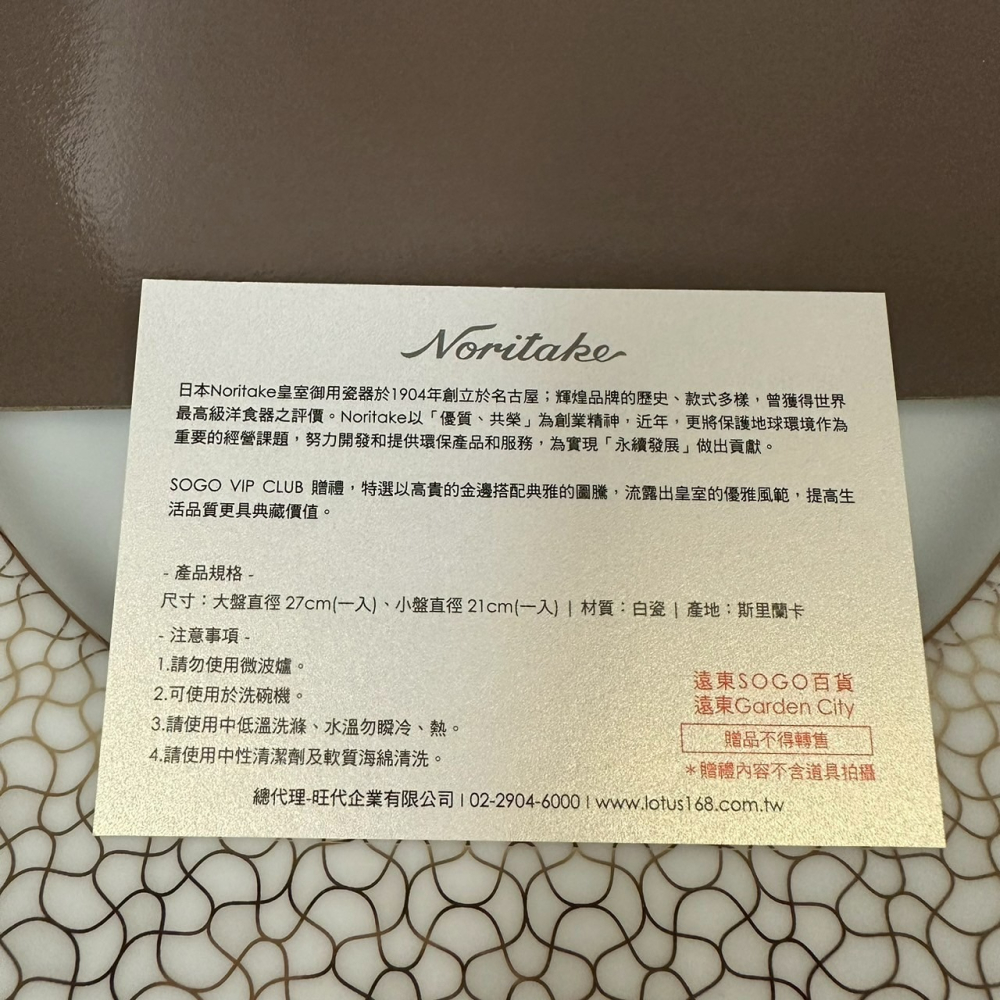 Noritake
日本Noritake皇室御用瓷器於1904年創立於名古屋；輝煌品牌的歷史、款式多樣，曾獲得世界
最高級洋食器之評價。Noritake以「優質、共榮」為創業精神，近年，更將保護地球環境作為
重要的經營課題，努力開發和提供環保產品和服務，為實現「永續發展」做出貢獻。
SOGO VIP CLUB 贈禮，特選以高貴的金邊搭配典雅的圖騰，流露出皇室的優雅風範，提高生
活品質更具典藏價值。
- 產品規格 -
尺寸：大盤直徑 27cm(一入)、小盤直徑 21cm(一入) | 材質：白瓷 | 產地：斯里蘭卡
- 注意事項 -
1.請勿使用微波爐。
2.可使用於洗碗機。
3.請使用中低溫洗滌、水溫勿瞬冷、熱。
4.請使用中性清潔劑及軟質海綿清洗。
遠東SOGO百貨
遠東Garden City
贈品不得轉售
＊贈禮內容不含道具拍攝
總代理-旺代企業有限公司 | 02-2904-6000 | www.lotus168.com.tw